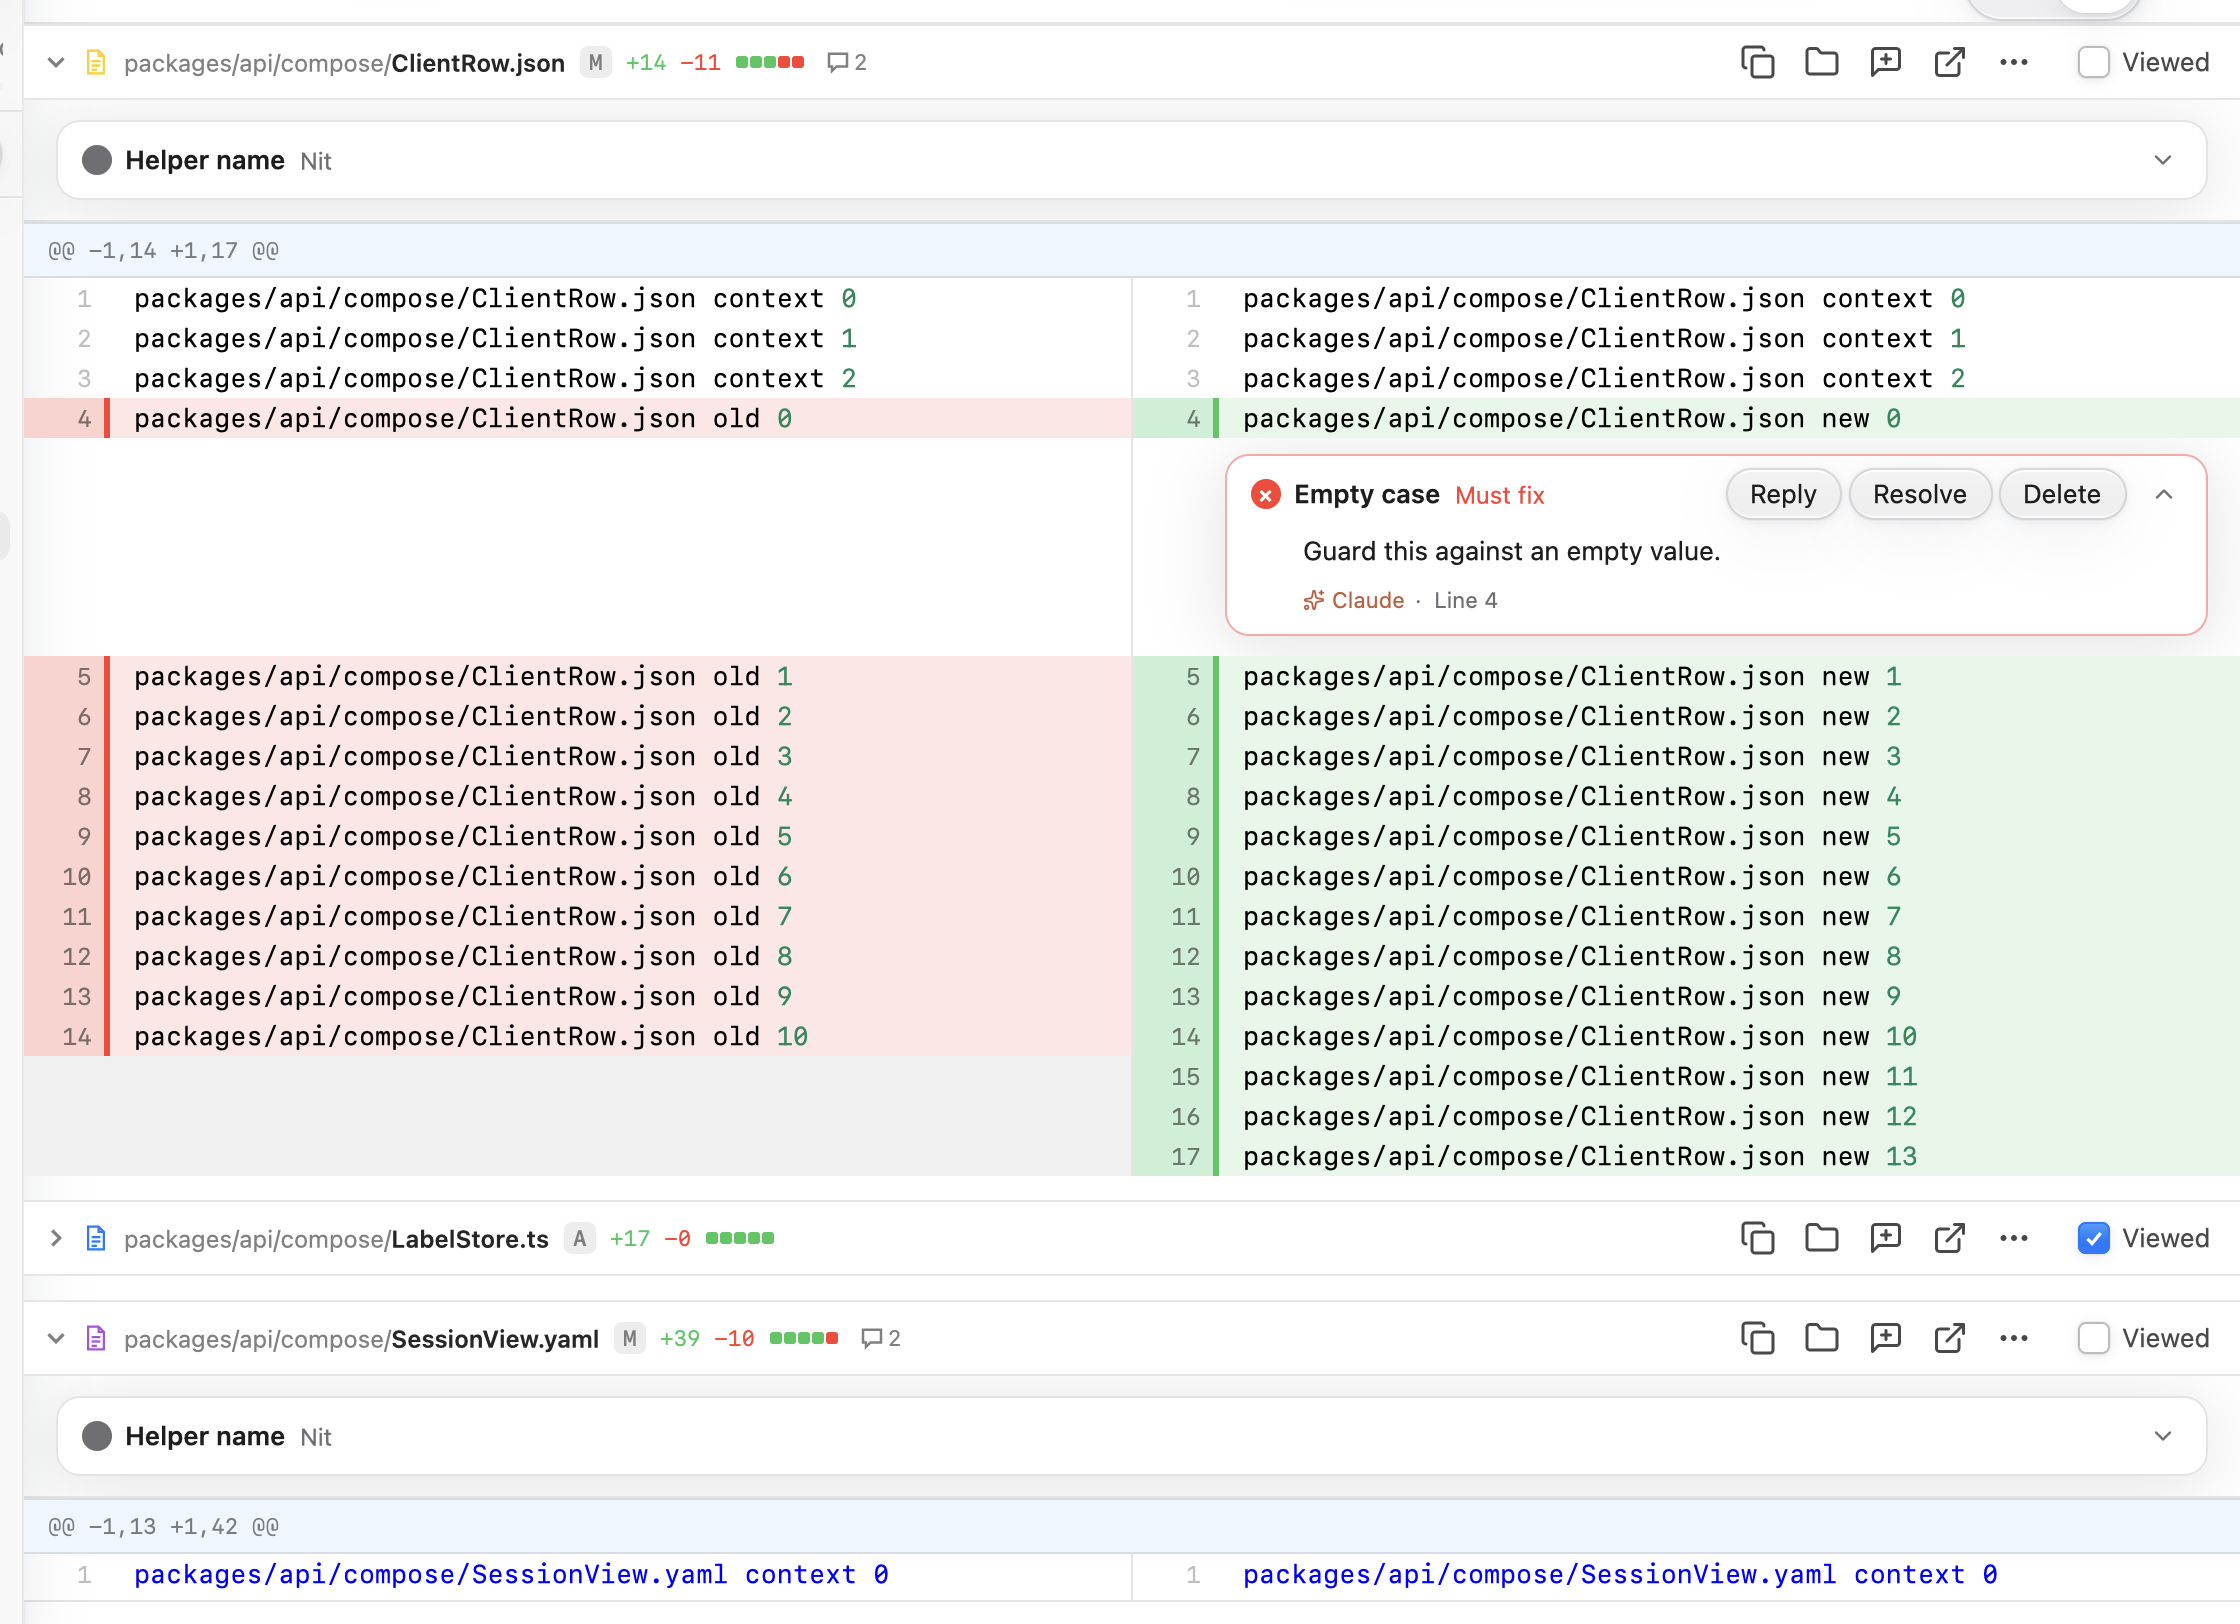 packages/api/compose/ClientRow.json M +14 −11 2 Viewed
Helper name Nit
@@ −1,14 +1,17 @@
1 packages/api/compose/ClientRow.json context 0 1 packages/api/compose/ClientRow.json context 0
2 packages/api/compose/ClientRow.json context 1 2 packages/api/compose/ClientRow.json context 1
3 packages/api/compose/ClientRow.json context 2 3 packages/api/compose/ClientRow.json context 2
4 packages/api/compose/ClientRow.json old 0 4 packages/api/compose/ClientRow.json new 0
Empty case Must fix Reply Resolve Delete
Guard this against an empty value.
Claude · Line 4
5 packages/api/compose/ClientRow.json old 1 5 packages/api/compose/ClientRow.json new 1
6 packages/api/compose/ClientRow.json old 2 6 packages/api/compose/ClientRow.json new 2
7 packages/api/compose/ClientRow.json old 3 7 packages/api/compose/ClientRow.json new 3
8 packages/api/compose/ClientRow.json old 4 8 packages/api/compose/ClientRow.json new 4
9 packages/api/compose/ClientRow.json old 5 9 packages/api/compose/ClientRow.json new 5
10 packages/api/compose/ClientRow.json old 6 10 packages/api/compose/ClientRow.json new 6
11 packages/api/compose/ClientRow.json old 7 11 packages/api/compose/ClientRow.json new 7
12 packages/api/compose/ClientRow.json old 8 12 packages/api/compose/ClientRow.json new 8
13 packages/api/compose/ClientRow.json old 9 13 packages/api/compose/ClientRow.json new 9
14 packages/api/compose/ClientRow.json old 10 14 packages/api/compose/ClientRow.json new 10
15 packages/api/compose/ClientRow.json new 11
16 packages/api/compose/ClientRow.json new 12
17 packages/api/compose/ClientRow.json new 13
packages/api/compose/LabelStore.ts A +17 −0 Viewed
packages/api/compose/SessionView.yaml M +39 −10 2 Viewed
Helper name Nit
@@ −1,13 +1,42 @@
1 packages/api/compose/SessionView.yaml context 0 1 packages/api/compose/SessionView.yaml context 0